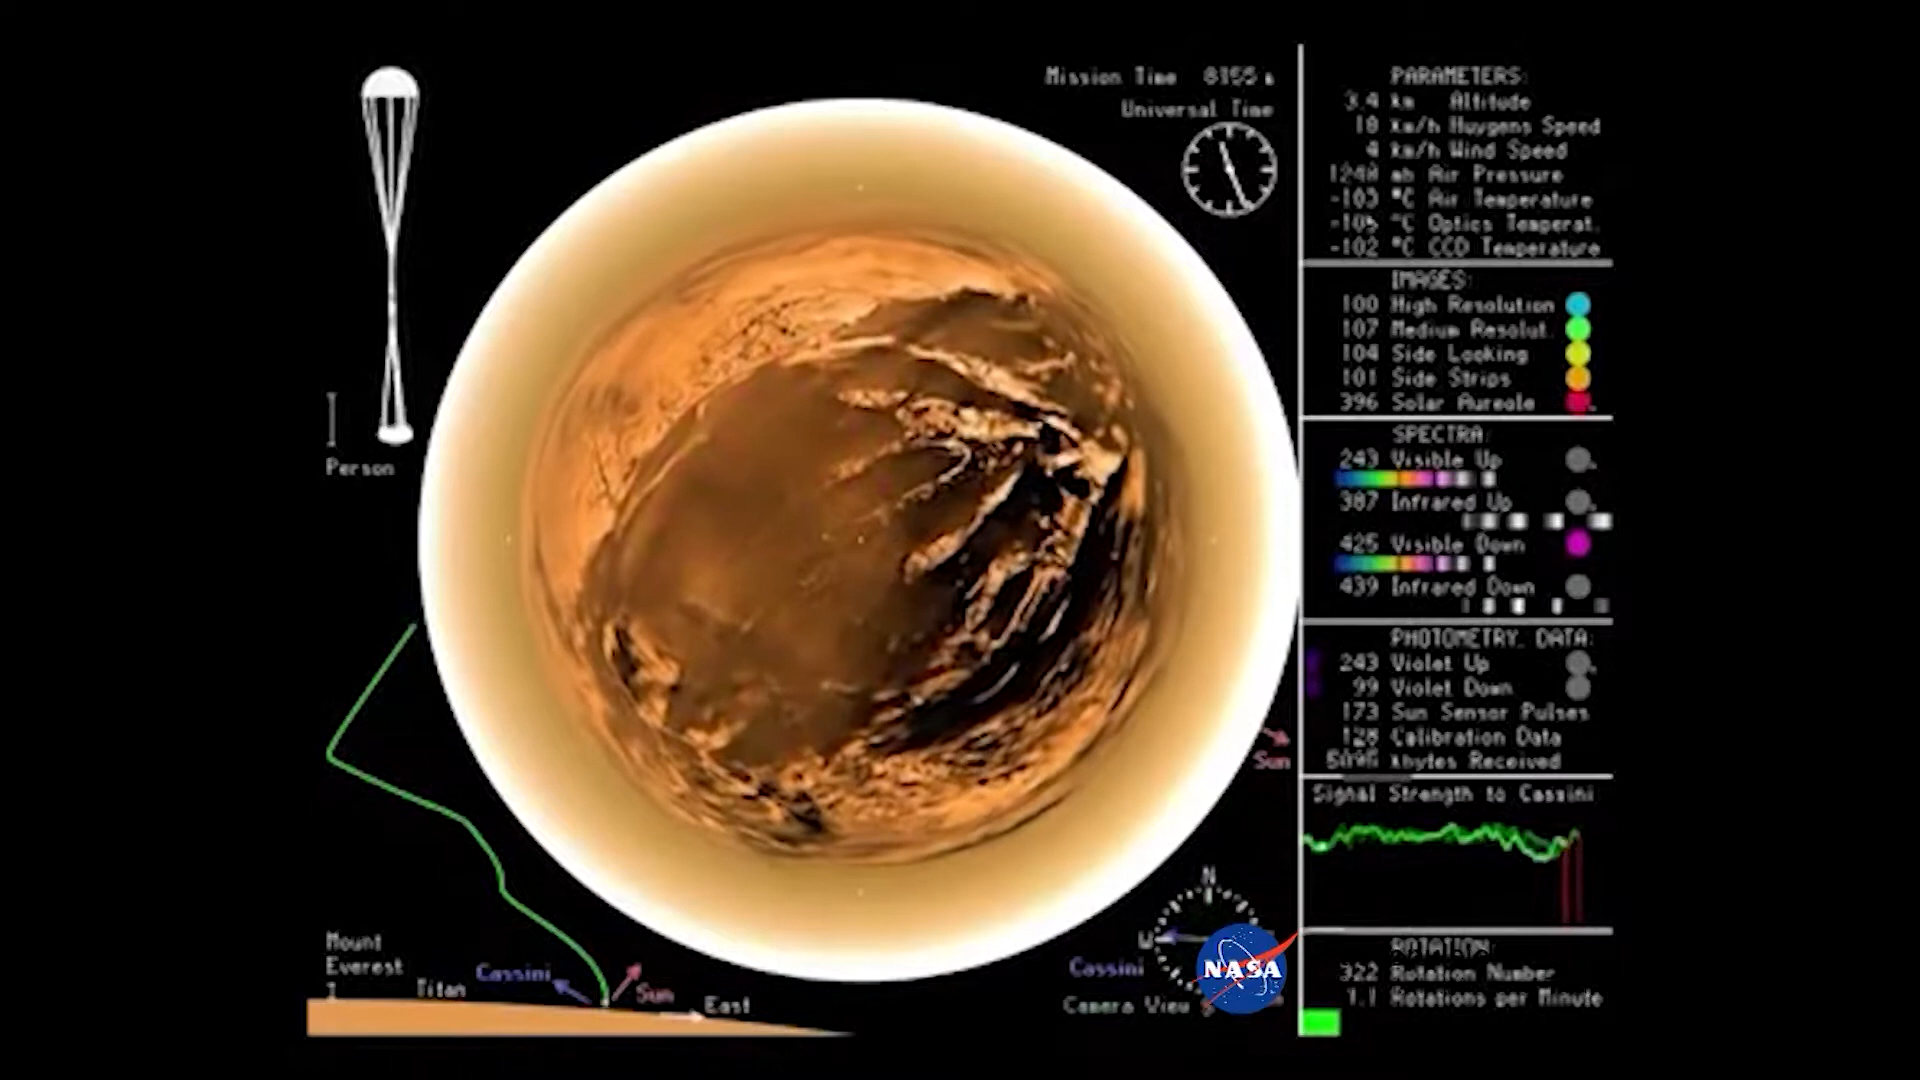 Mission Time 8155 s
Universal Time
Person
Sun
Mount
Everest
Titan
Cassini
Sun
East
N
W
Cassini
Camera View S
NASA
PARAMETERS:
3.4 km Altitude
18 km/h Huygens Speed
4 km/h Wind Speed
1240 mb Air Pressure
-103 °C Air Temperature
°C Optics Temperat.
-102 °C CCD Temperature
IMAGES:
100 High Resolution
107 Medium Resolut.
104 Side Looking
101 Side Strips
396 Solar Aureole
SPECTRA:
243 Visible Up
387 Infrared Up
425 Visible Down
439 Infrared Down
PHOTOMETRY, DATA:
243 Violet Up
99 Violet Down
173 Sun Sensor Pulses
128 Calibration Data
kbytes Received
Signal Strength to Cassini
ROTATION:
322 Rotation Number
1.1 Rotations per Minute